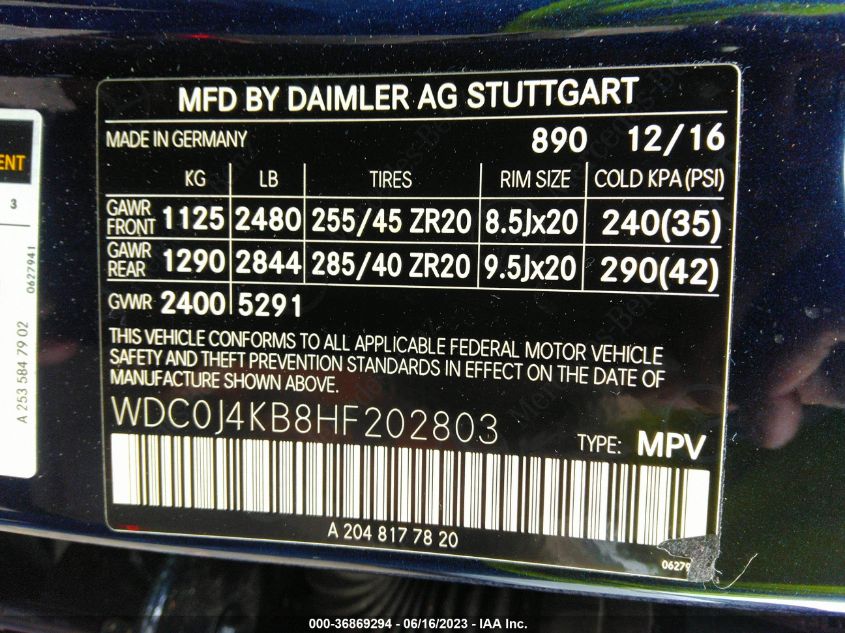 MFD BY DAIMLER AG STUTTGART
MADE IN GERMANY 890 12/16
KG LB TIRES RIM SIZE COLD KPA(PSI)
GAWR FRONT 1125 2480 255/45 ZR20 8.5Jx20 240(35)
GAWR REAR 1290 2844 285/40 ZR20 9.5Jx20 290(42)
GVWR 2400 5291
THIS VEHICLE CONFORMS TO ALL APPLICABLE FEDERAL MOTOR VEHICLE
SAFETY AND THEFT PREVENTION STANDARDS IN EFFECT ON THE DATE OF
MANUFACTURE SHOWN ABOVE.
WDC0J4KB8HF202803
TYPE: MPV
A 204 817 78 20
3
0627941
A 253 584 79 02
000-36869294 - 06/16/2023 - IAA Inc.